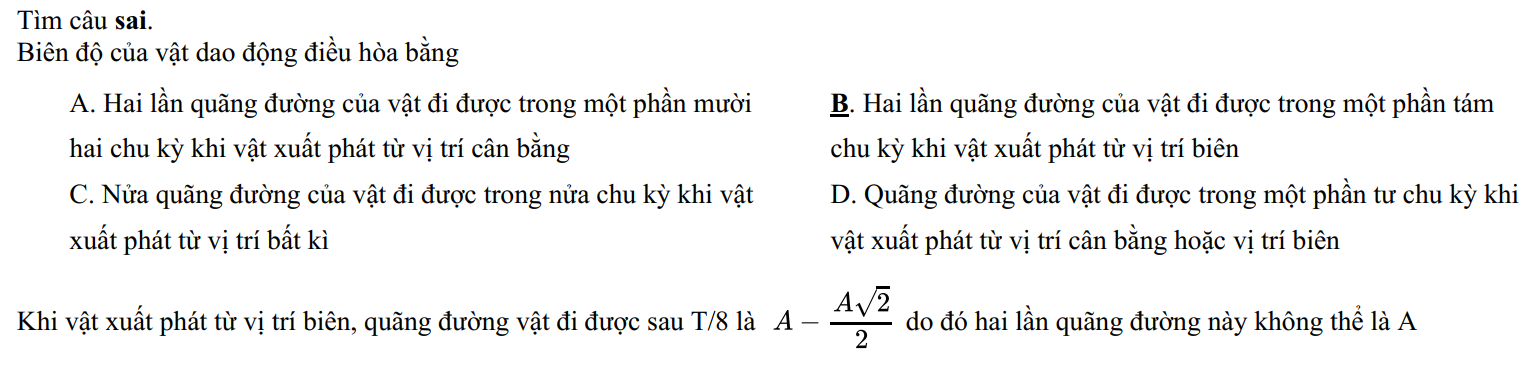 Tìm câu sai.
Biên độ của vật dao động điều hòa bằng
A. Hai lần quãng đường của vật đi được trong một phần mười
hai chu kỳ khi vật xuất phát từ vị trí cân bằng
B. Hai lần quãng đường của vật đi được trong một phần tám
chu kỳ khi vật xuất phát từ vị trí biên
C. Nửa quãng đường của vật đi được trong nửa chu kỳ khi vật
xuất phát từ vị trí bất kì
D. Quãng đường của vật đi được trong một phần tư chu kỳ khi
vật xuất phát từ vị trí cân bằng hoặc vị trí biên
Khi vật xuất phát từ vị trí biên, quãng đường vật đi được sau T/8 là $A - \frac{A\sqrt{2}}{2}$ do đó hai lần quãng đường này không thể là A